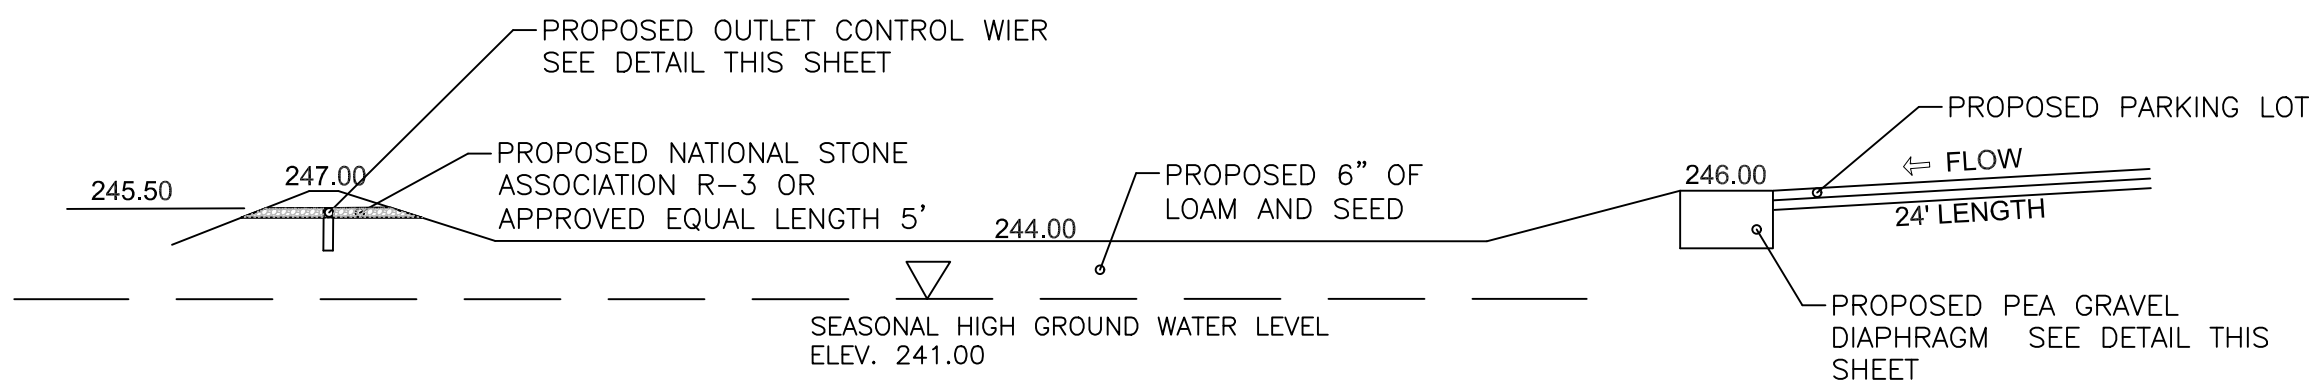 PROPOSED OUTLET CONTROL WIER
SEE DETAIL THIS SHEET
PROPOSED PARKING LOT
PROPOSED NATIONAL STONE
ASSOCIATION R-3 OR
APPROVED EQUAL LENGTH 5'
PROPOSED 6” OF
LOAM AND SEED
245.50
247.00
246.00
⇦ FLOW
24' LENGTH
244.00
SEASONAL HIGH GROUND WATER LEVEL
ELEV. 241.00
PROPOSED PEA GRAVEL
DIAPHRAGM SEE DETAIL THIS
SHEET